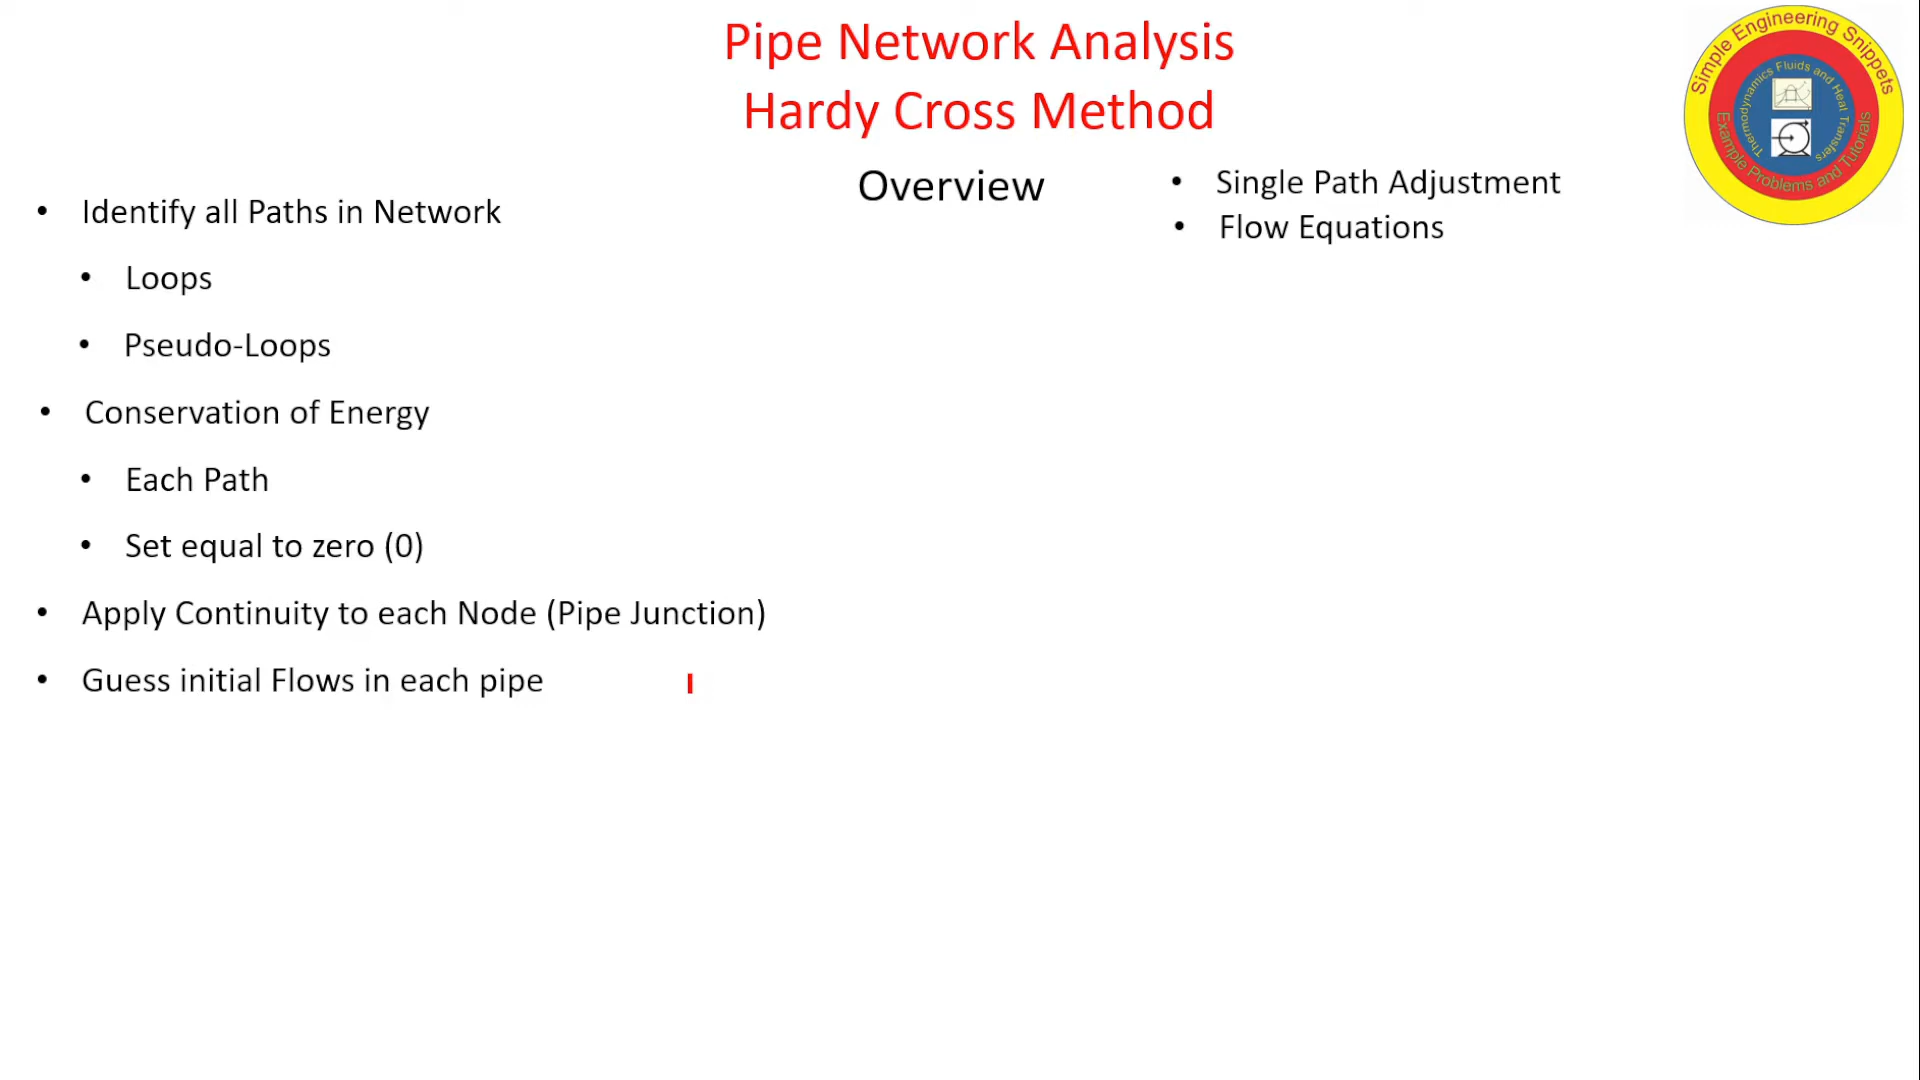 Pipe Network Analysis
Hardy Cross Method
Overview
• Single Path Adjustment
• Flow Equations
• Identify all Paths in Network
• Loops
• Pseudo-Loops
• Conservation of Energy
• Each Path
• Set equal to zero (0)
• Apply Continuity to each Node (Pipe Junction)
• Guess initial Flows in each pipe
Simple Engineering Snippets
Thermodynamics Fluids and Heat Transfers
Example Problems and Tutorials